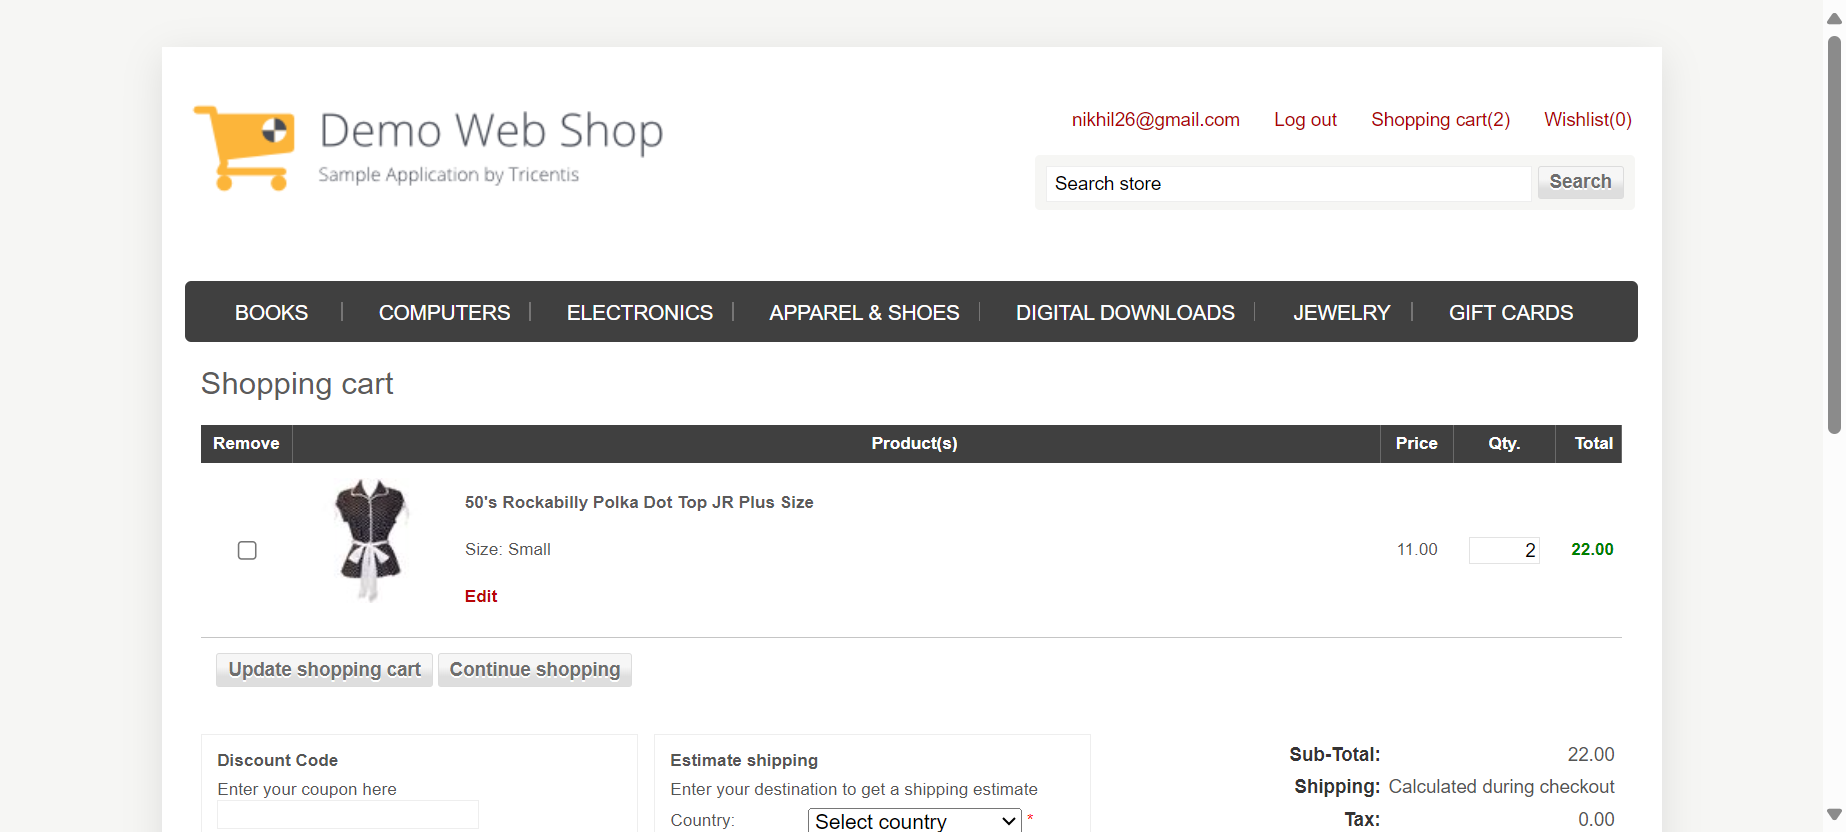 Demo Web Shop
Sample Application by Tricentis
nikhil26@gmail.com Log out Shopping cart(2) Wishlist(0)
Search store Search
BOOKS COMPUTERS ELECTRONICS APPAREL & SHOES DIGITAL DOWNLOADS JEWELRY GIFT CARDS
Shopping cart
Remove Product(s) Price Qty. Total
50's Rockabilly Polka Dot Top JR Plus Size
Size: Small 11.00 2 22.00
Edit
Update shopping cart Continue shopping
Discount Code
Enter your coupon here
Estimate shipping
Enter your destination to get a shipping estimate
Country: Select country *
Sub-Total: 22.00
Shipping: Calculated during checkout
Tax: 0.00